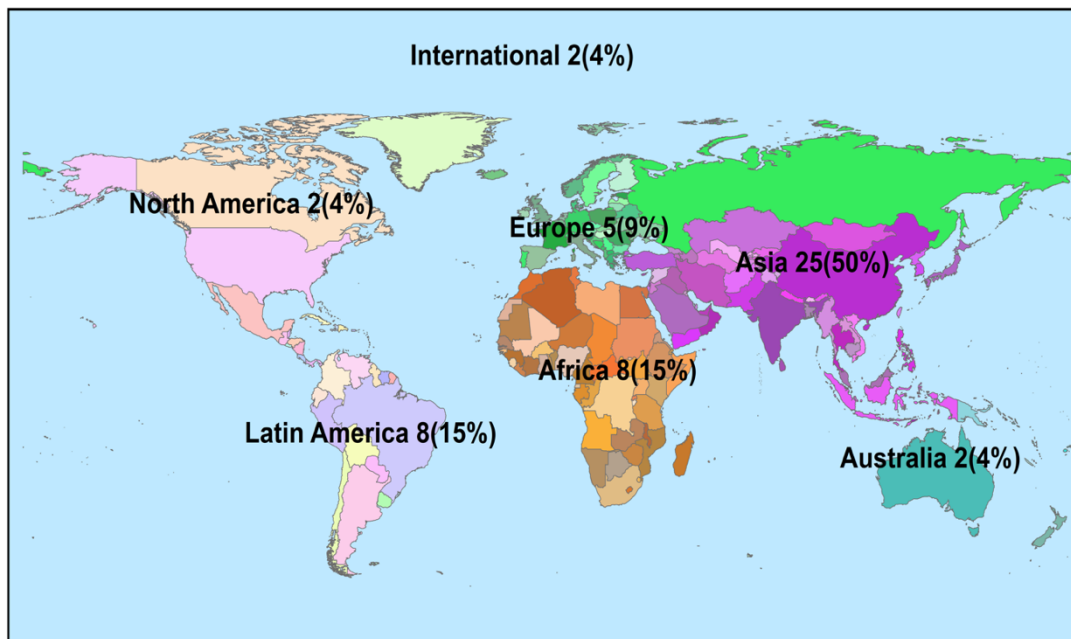 International 2(4%)
North America 2(4%)
Europe 5(9%)
Asia 25(50%)
Africa 8(15%)
Latin America 8(15%)
Australia 2(4%)